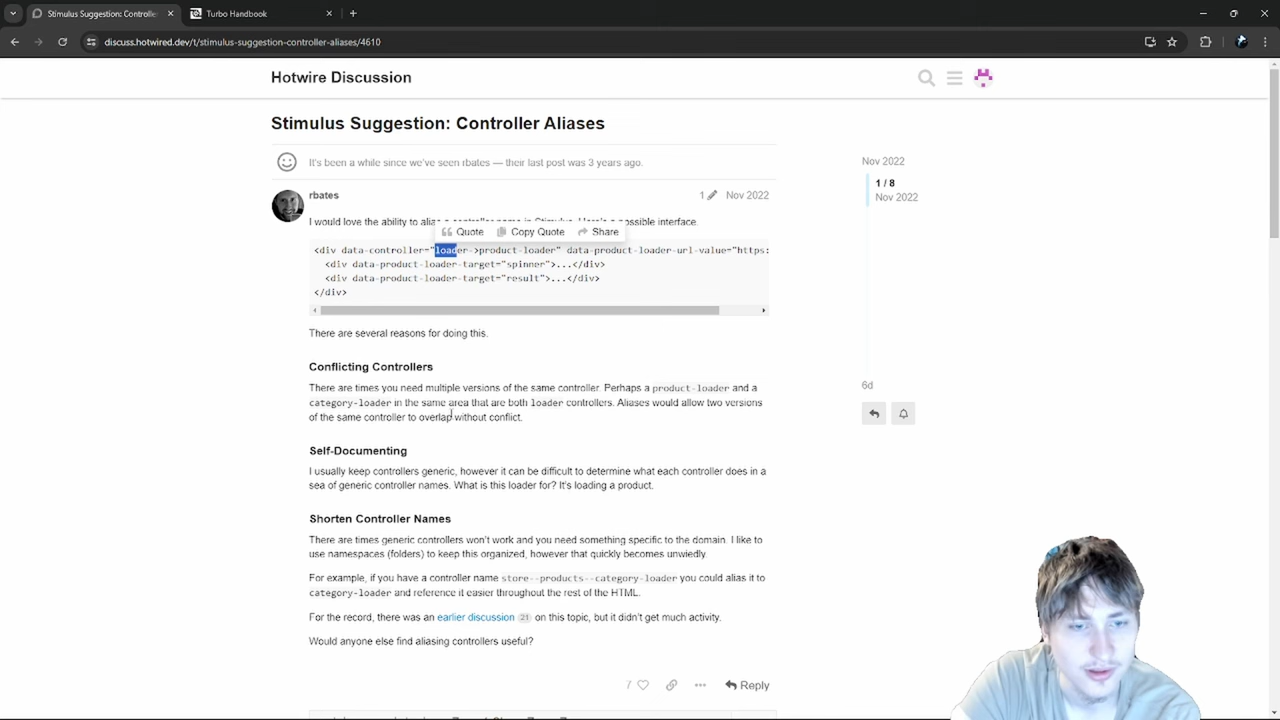 Stimulus Suggestion: Controlle
Turbo Handbook
discuss.hotwired.dev/t/stimulus-suggestion-controller-aliases/4610
Hotwire Discussion
Stimulus Suggestion: Controller Aliases
It's been a while since we've seen rbates — their last post was 3 years ago.
rbates
1
Nov 2022
I would love the ability to alias a controller name in Stimulus. Here's a possible interface.
Quote
Copy Quote
Share
<div data-controller="loader->product-loader" data-product-loader-url-value="https:
<div data-product-loader-target="spinner">...</div>
<div data-product-loader-target="result">...</div>
</div>
There are several reasons for doing this.
Conflicting Controllers
There are times you need multiple versions of the same controller. Perhaps a product-loader and a
category-loader in the same area that are both loader controllers. Aliases would allow two versions
of the same controller to overlap without conflict.
Self-Documenting
I usually keep controllers generic, however it can be difficult to determine what each controller does in a
sea of generic controller names. What is this loader for? It's loading a product.
Shorten Controller Names
There are times generic controllers won't work and you need something specific to the domain. I like to
use namespaces (folders) to keep this organized, however that quickly becomes unwiedly.
For example, if you have a controller name store--products--category-loader you could alias it to
category-loader and reference it easier throughout the rest of the HTML.
For the record, there was an earlier discussion 21 on this topic, but it didn't get much activity.
Would anyone else find aliasing controllers useful?
7
Reply
Nov 2022
1 / 8
Nov 2022
6d